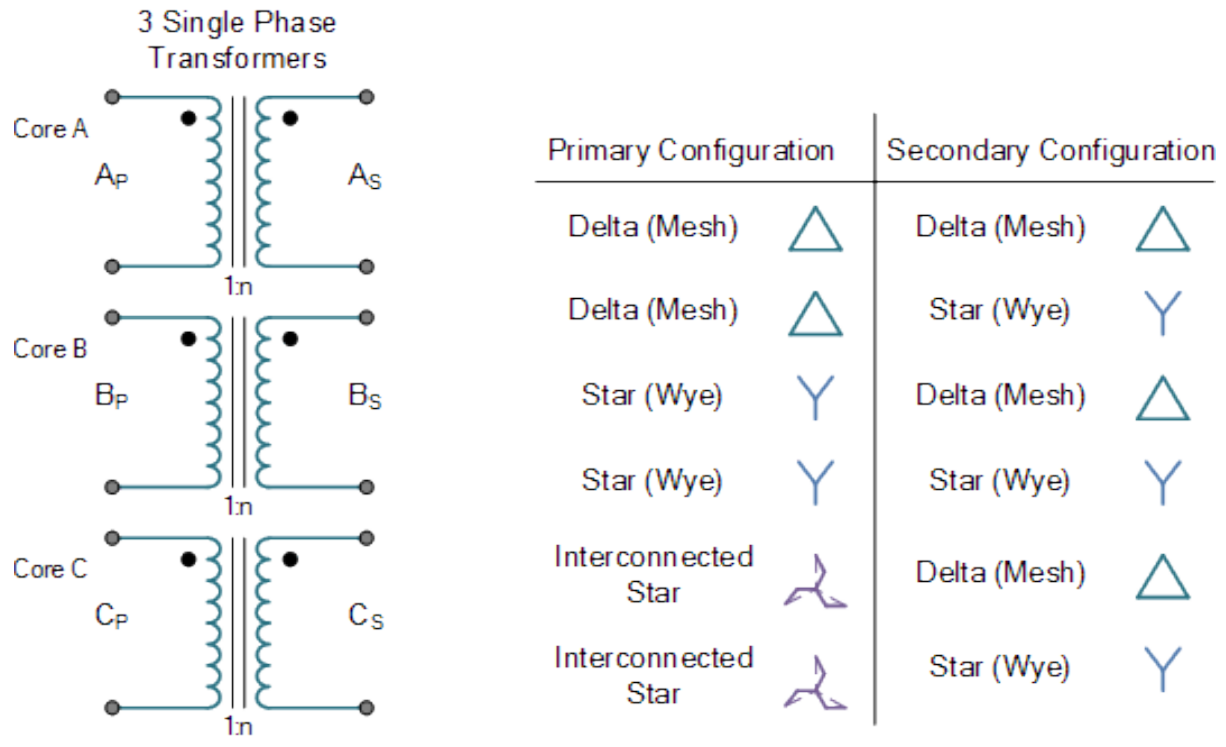 3 Single Phase
Transformers
Core A
AP
AS
1:n
Core B
BP
BS
1:n
Core C
CP
CS
1:n
Primary Configuration
Secondary Configuration
Delta (Mesh)
Delta (Mesh)
Delta (Mesh)
Star (Wye)
Star (Wye)
Delta (Mesh)
Star (Wye)
Star (Wye)
Interconnected
Star
Delta (Mesh)
Interconnected
Star
Star (Wye)